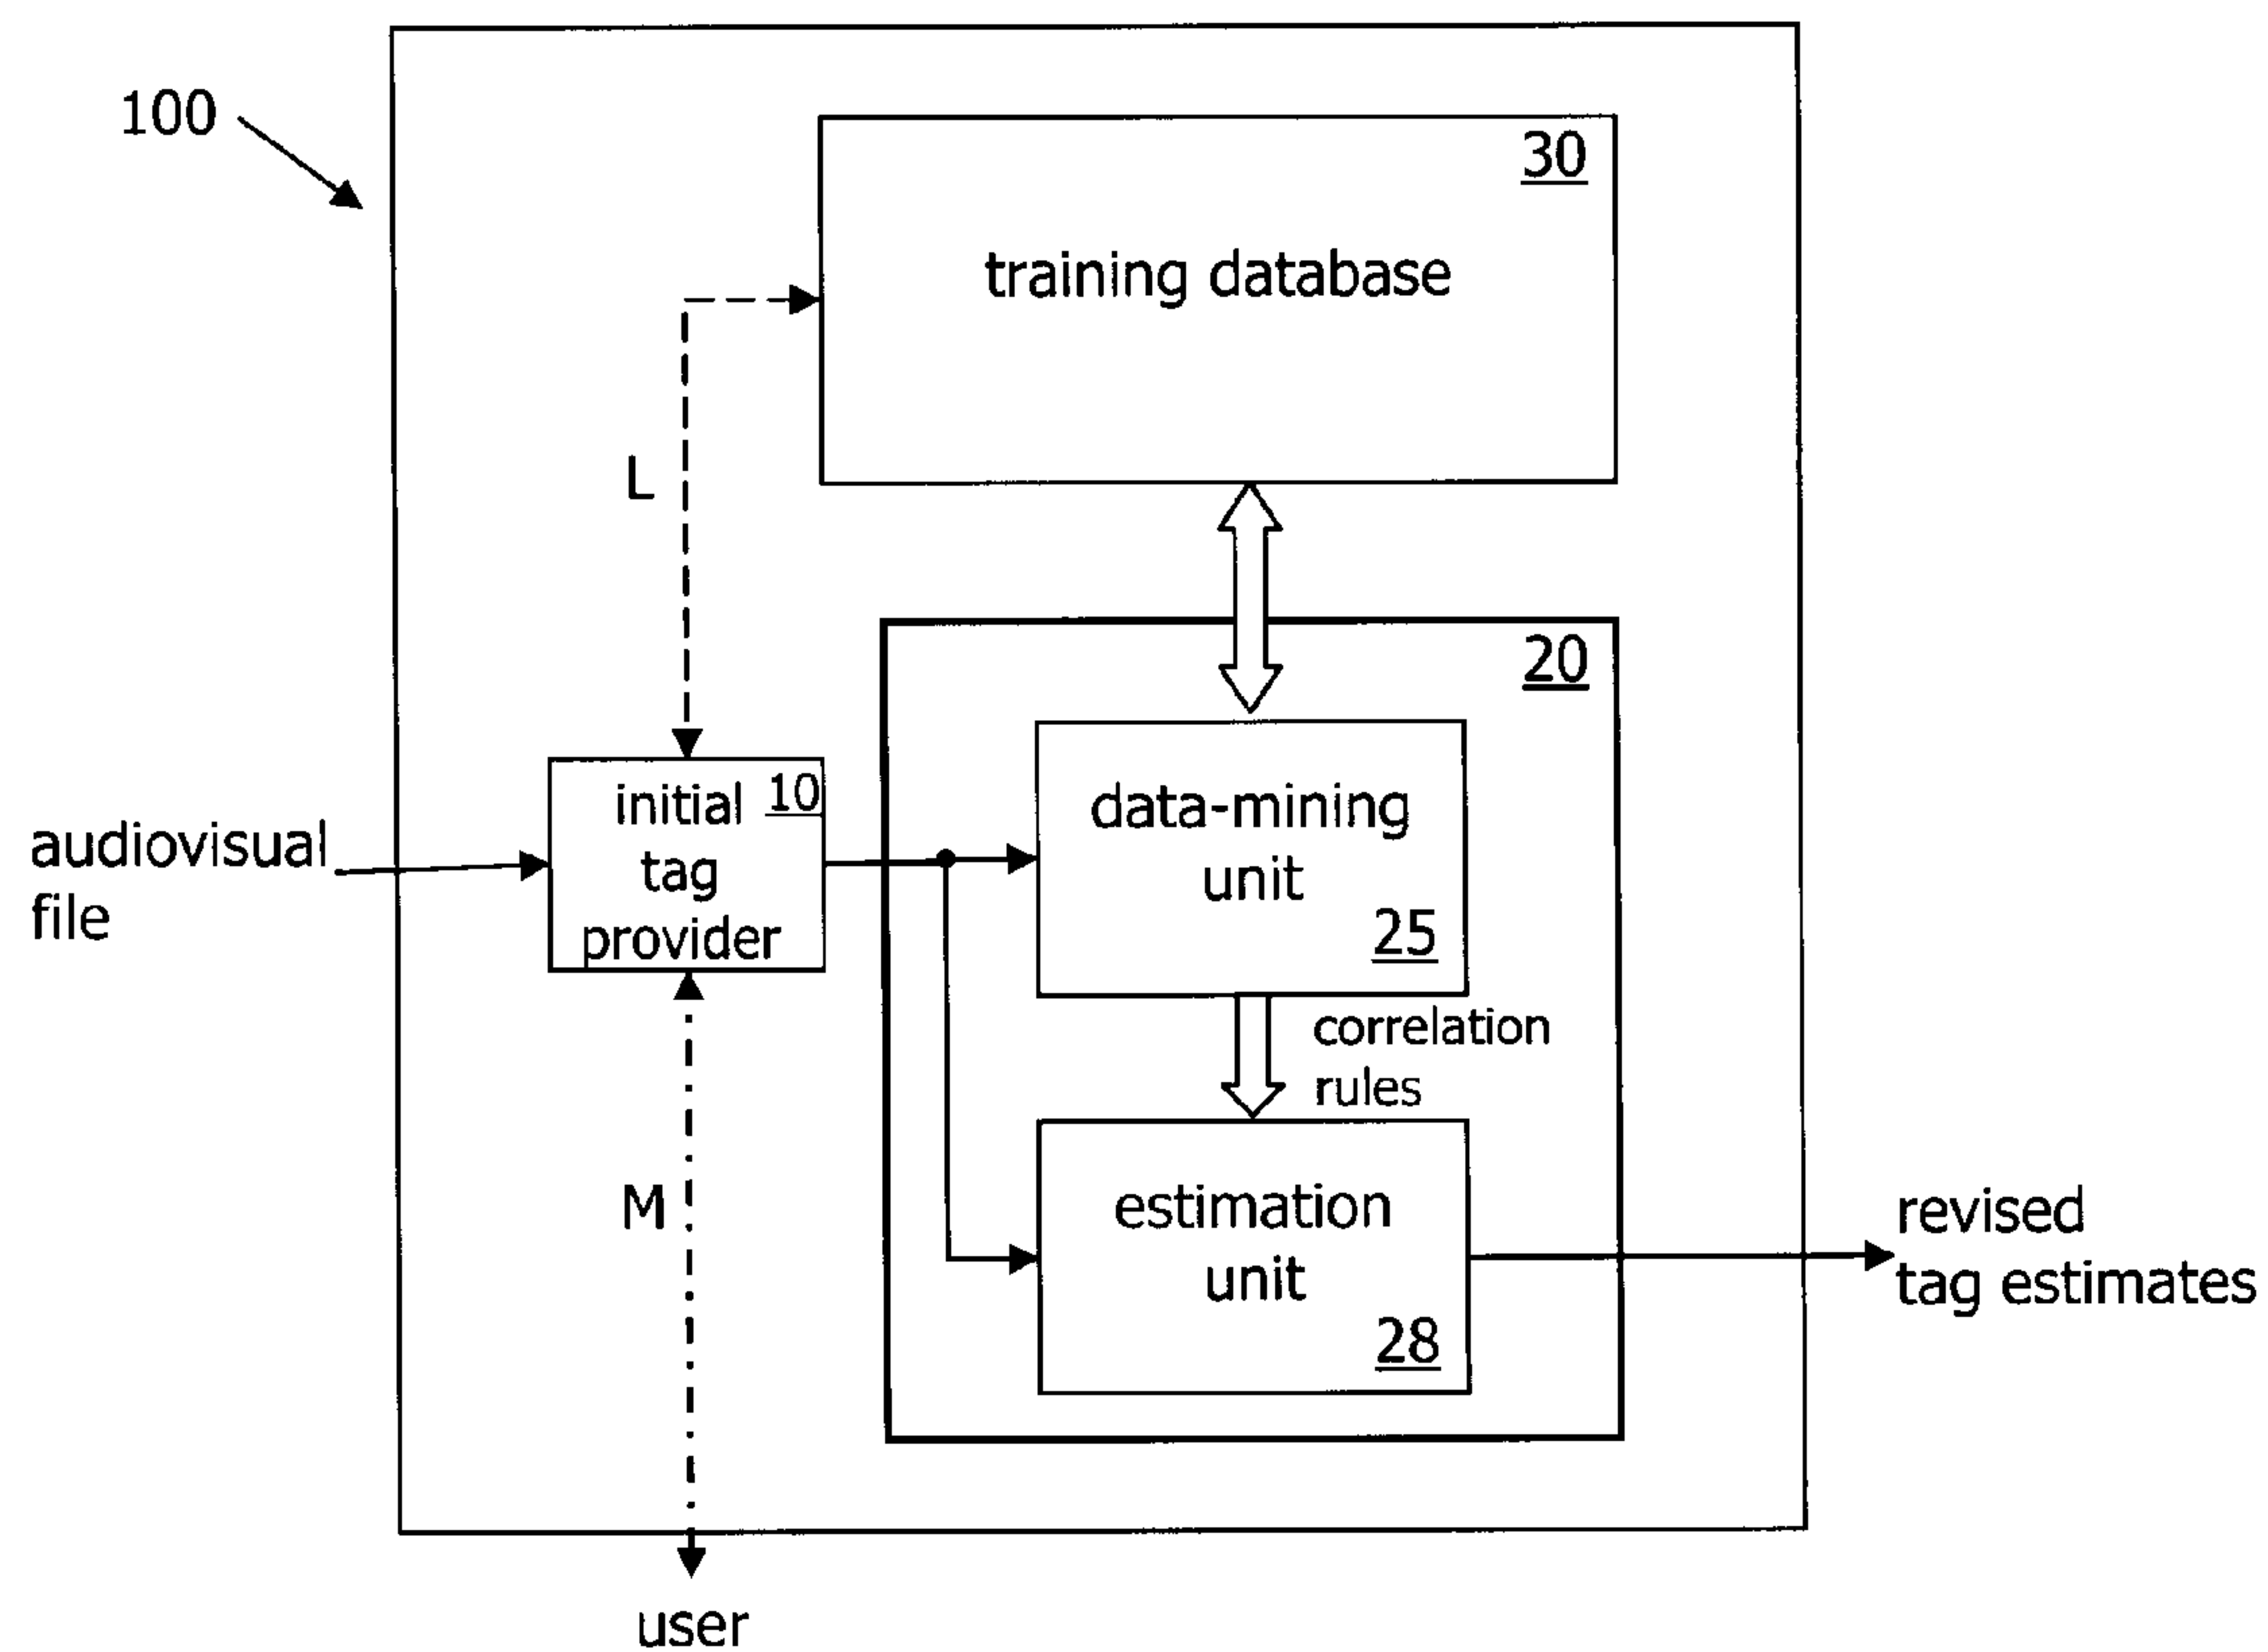 100
30
training database
L
20
10
initial
tag
provider
audiovisual
file
data-mining
unit
25
correlation
rules
M
estimation
unit
28
revised
tag estimates
user